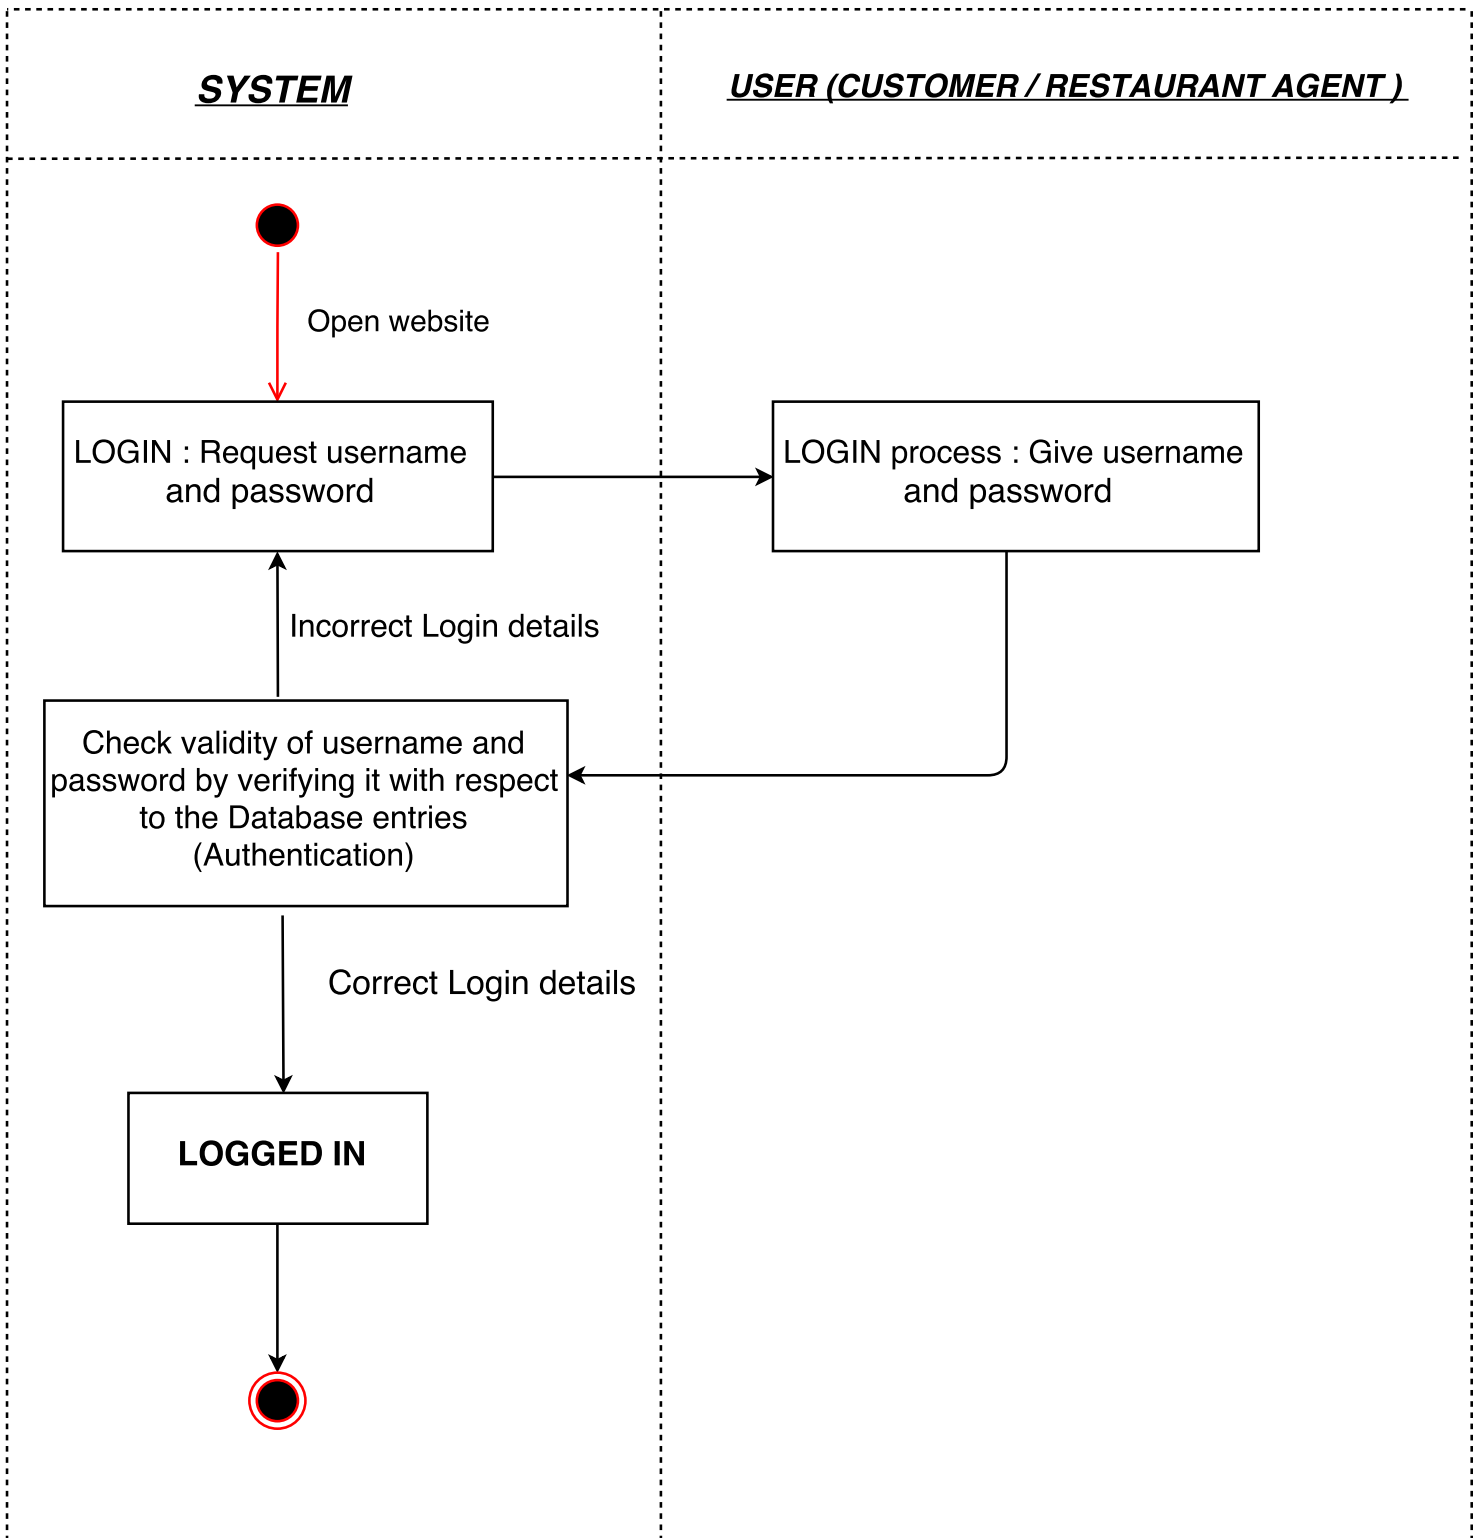 SYSTEM
USER (CUSTOMER / RESTAURANT AGENT )
Open website
LOGIN : Request username
and password
LOGIN process : Give username
and password
Incorrect Login details
Check validity of username and
password by verifying it with respect
to the Database entries
(Authentication)
Correct Login details
LOGGED IN